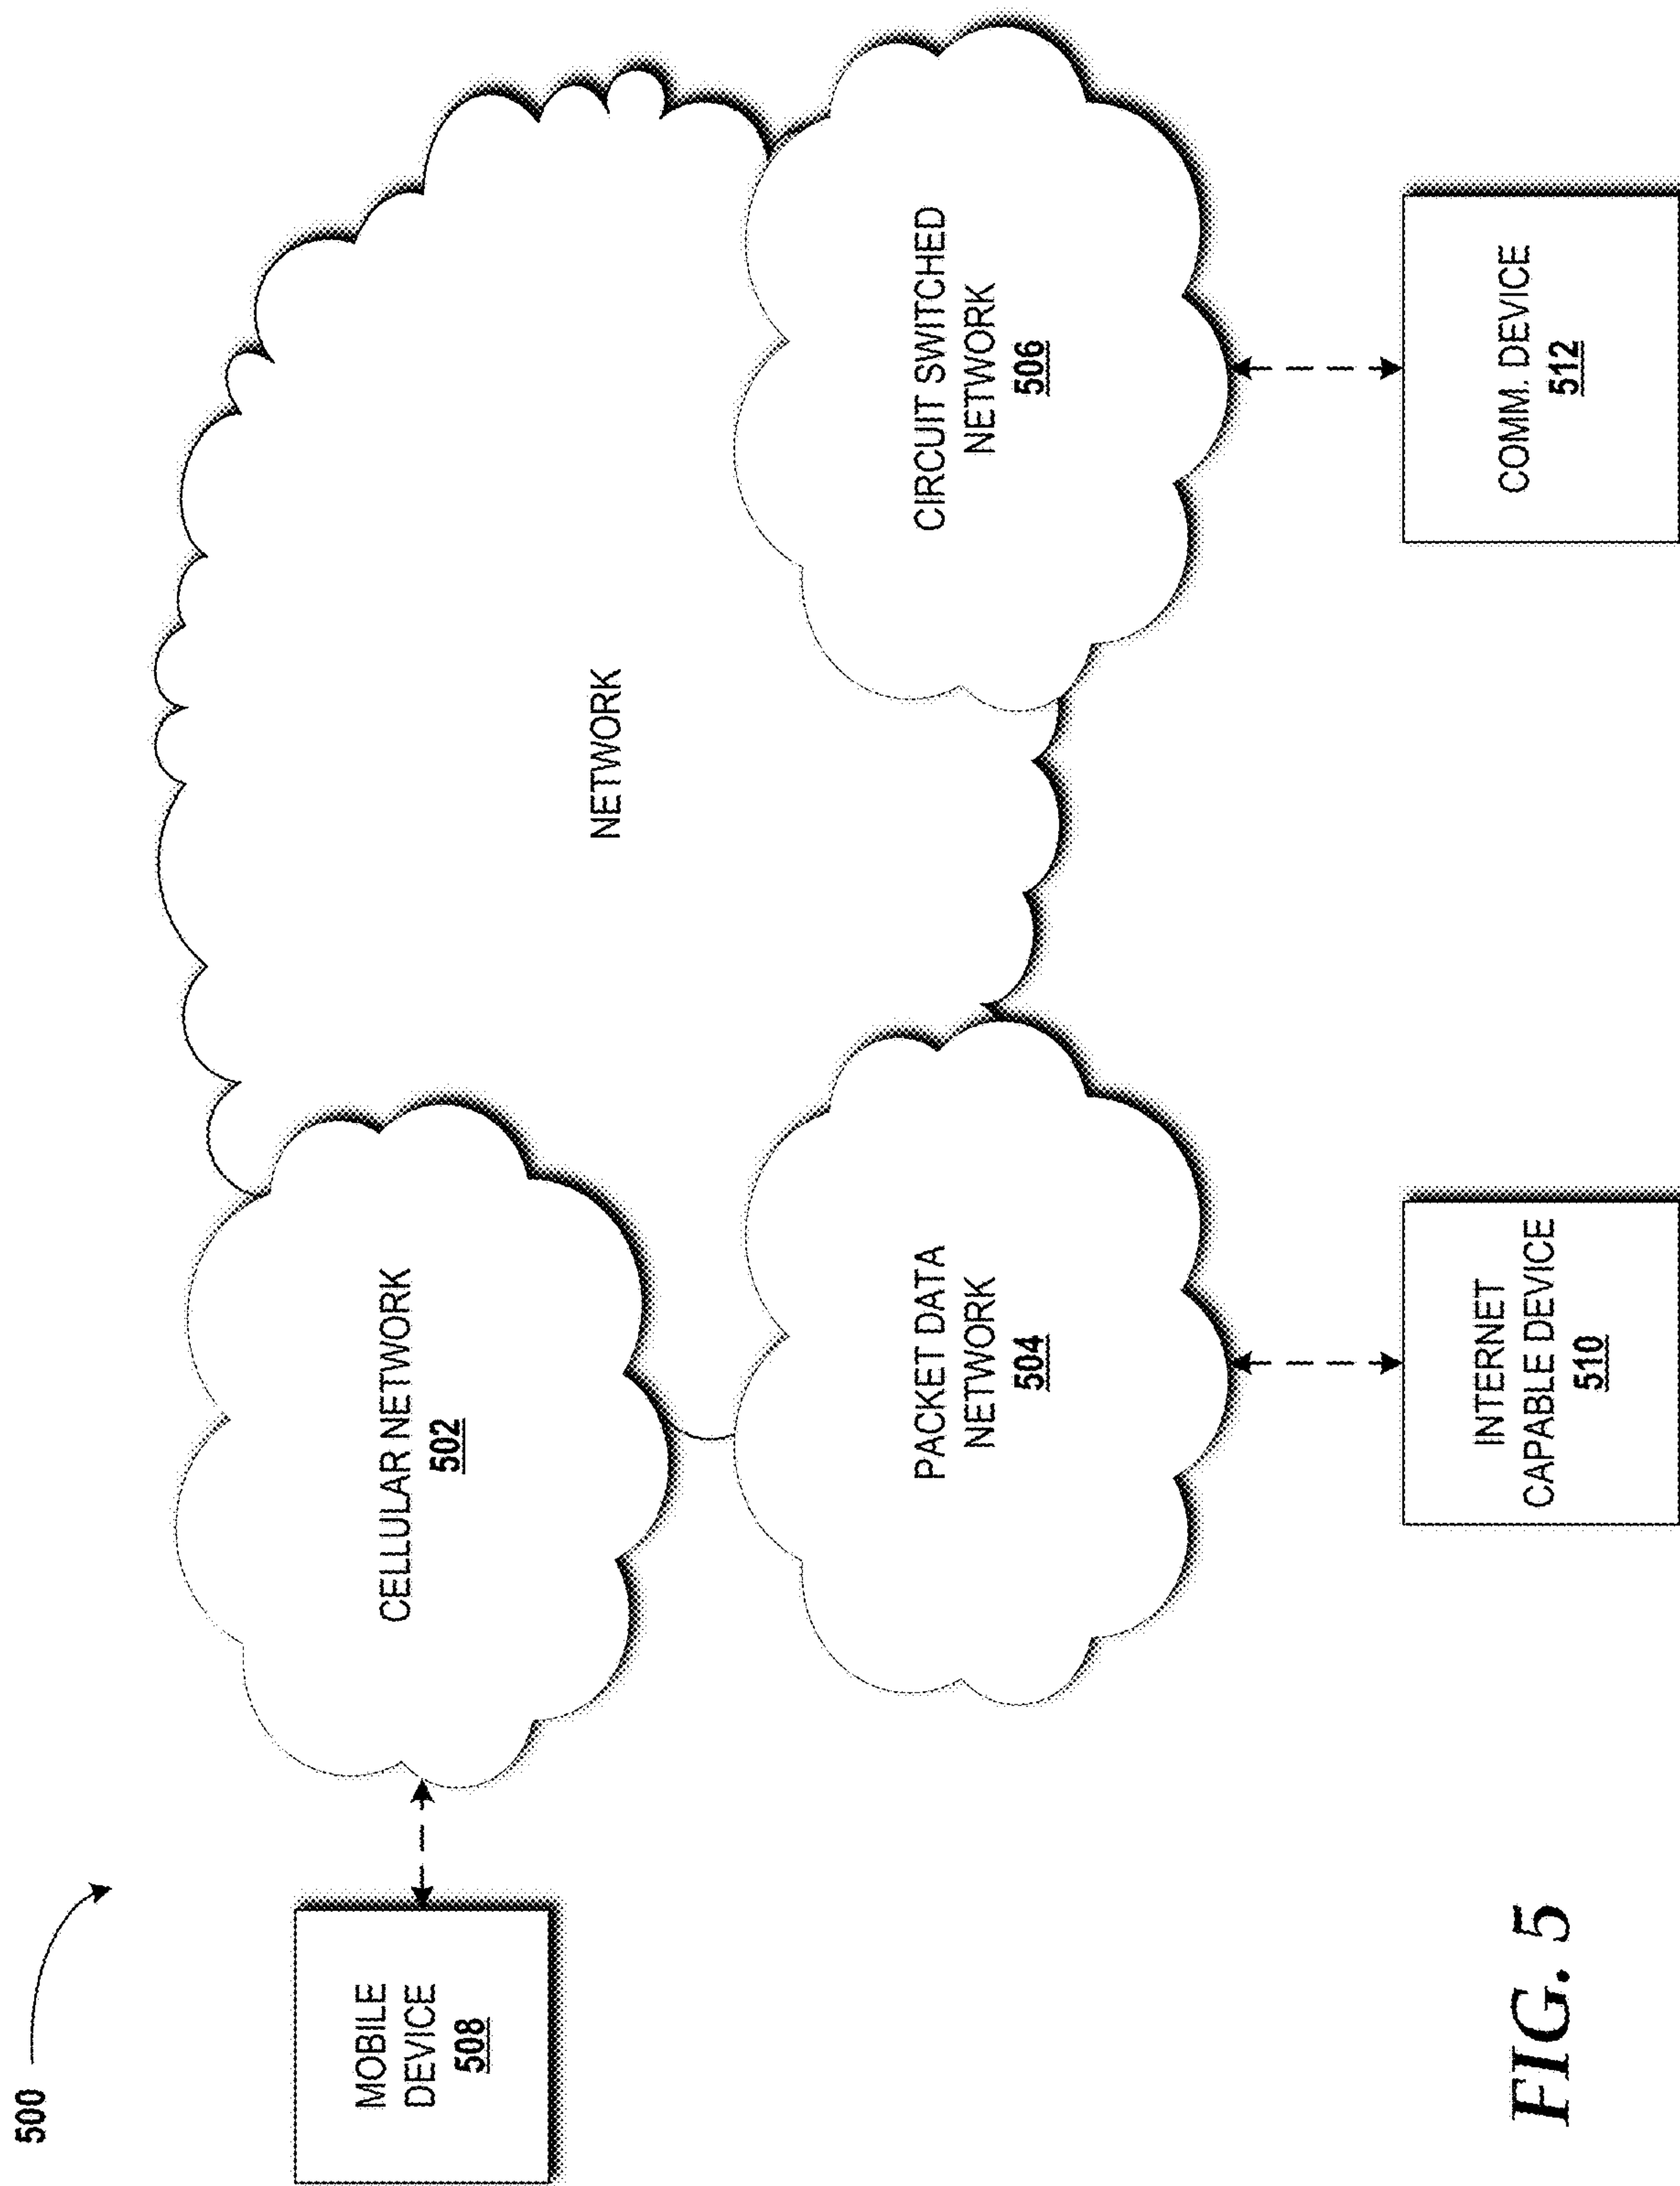 500
MOBILE
DEVICE
508
CELLULAR NETWORK
502
NETWORK
PACKET DATA
NETWORK
504
CIRCUIT SWITCHED
NETWORK
506
INTERNET
CAPABLE DEVICE
510
COMM. DEVICE
512
FIG. 5